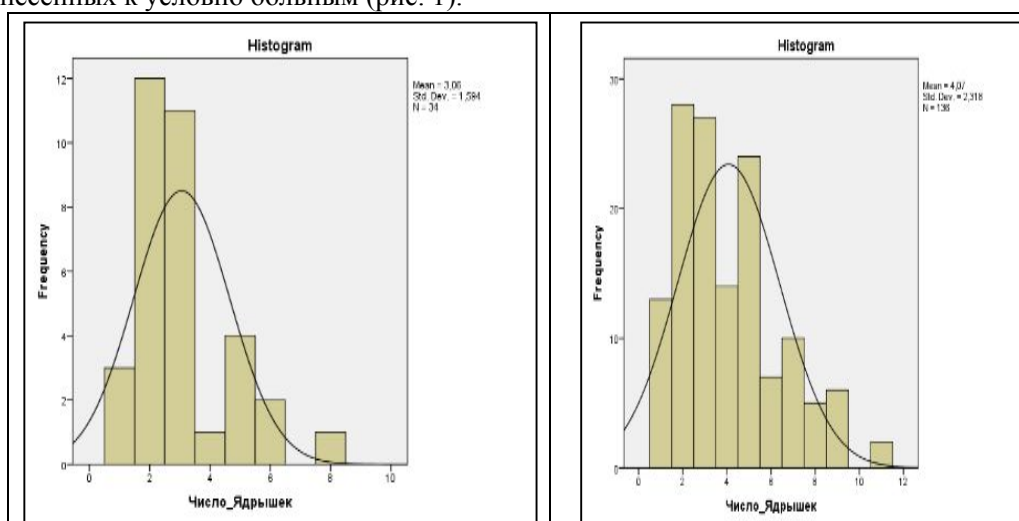 несенных к условно больным (рис. 1).
Histogram
Mean = 3,06
Std. Dev. = 1,594
N = 34
12
10
8
6
4
2
0
Frequency
0 2 4 6 8 10
Число_Ядрышек
Histogram
Mean = 4,07
Std. Dev. = 2,318
N = 136
30
20
10
0
Frequency
0 2 4 6 8 10 12
Число_Ядрышек